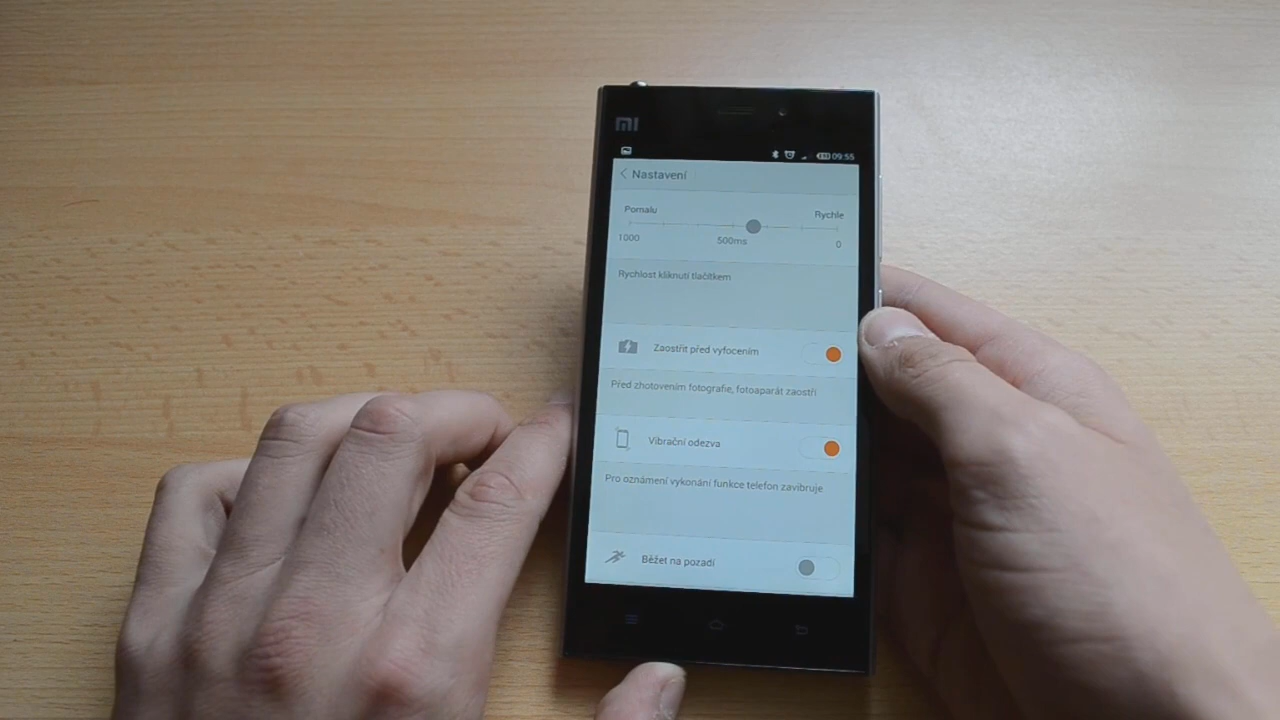 mi
09:55
Nastavení
Pomalu Rychle
1000 500ms 0
Rychlost kliknutí tlačítkem
Zaostřit před vyfocením
Před zhotovením fotografie, fotoaparát zaostří
Vibrační odezva
Pro oznámení vykonání funkce telefon zavibruje
Běžet na pozadí